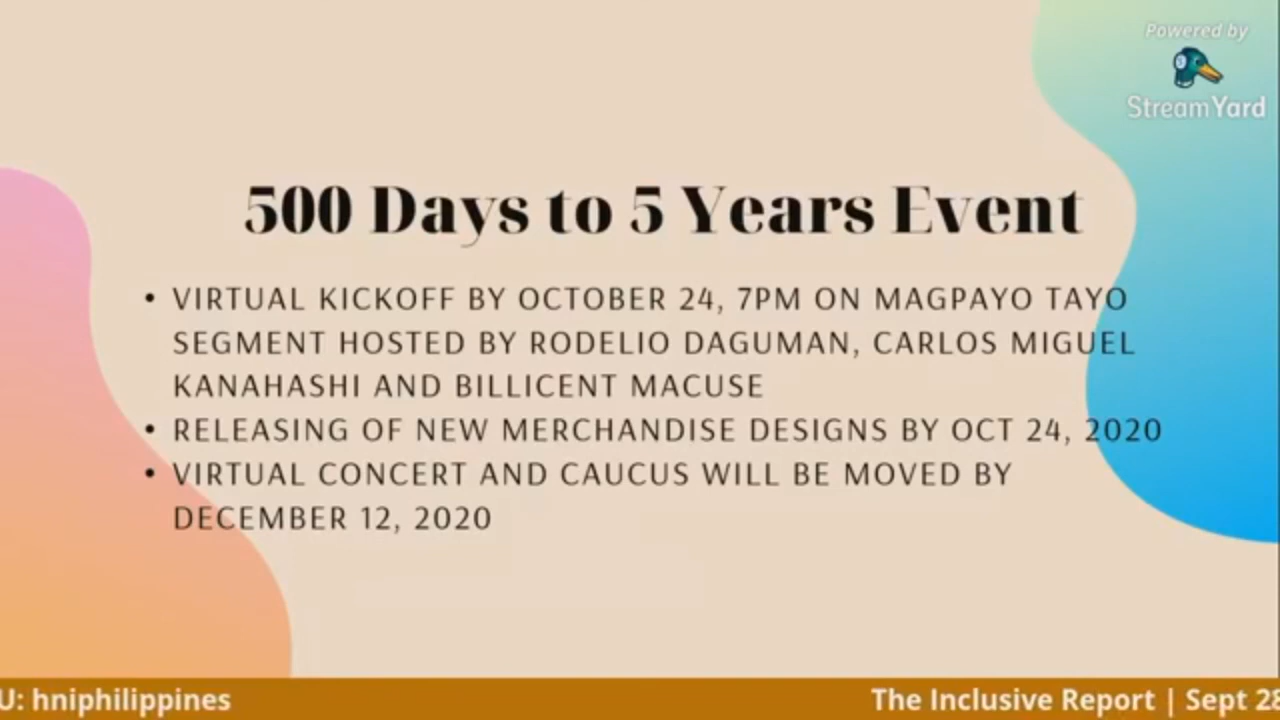 Powered by
StreamYard
500 Days to 5 Years Event
• VIRTUAL KICKOFF BY OCTOBER 24, 7PM ON MAGPAYO TAYO
SEGMENT HOSTED BY RODELIO DAGUMAN, CARLOS MIGUEL
KANAHASHI AND BILLICENT MACUSE
• RELEASING OF NEW MERCHANDISE DESIGNS BY OCT 24, 2020
• VIRTUAL CONCERT AND CAUCUS WILL BE MOVED BY
DECEMBER 12, 2020
U: hniphilippines
The Inclusive Report | Sept 28